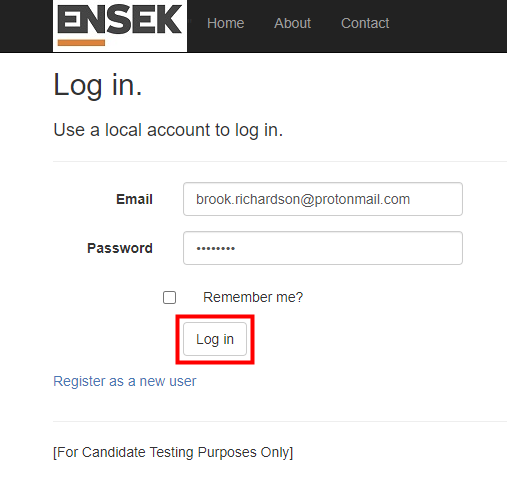 ENSEK Home About Contact
Log in.
Use a local account to log in.
Email brook.richardson@protonmail.com
Password ••••••••
Remember me?
Log in
Register as a new user
[For Candidate Testing Purposes Only]